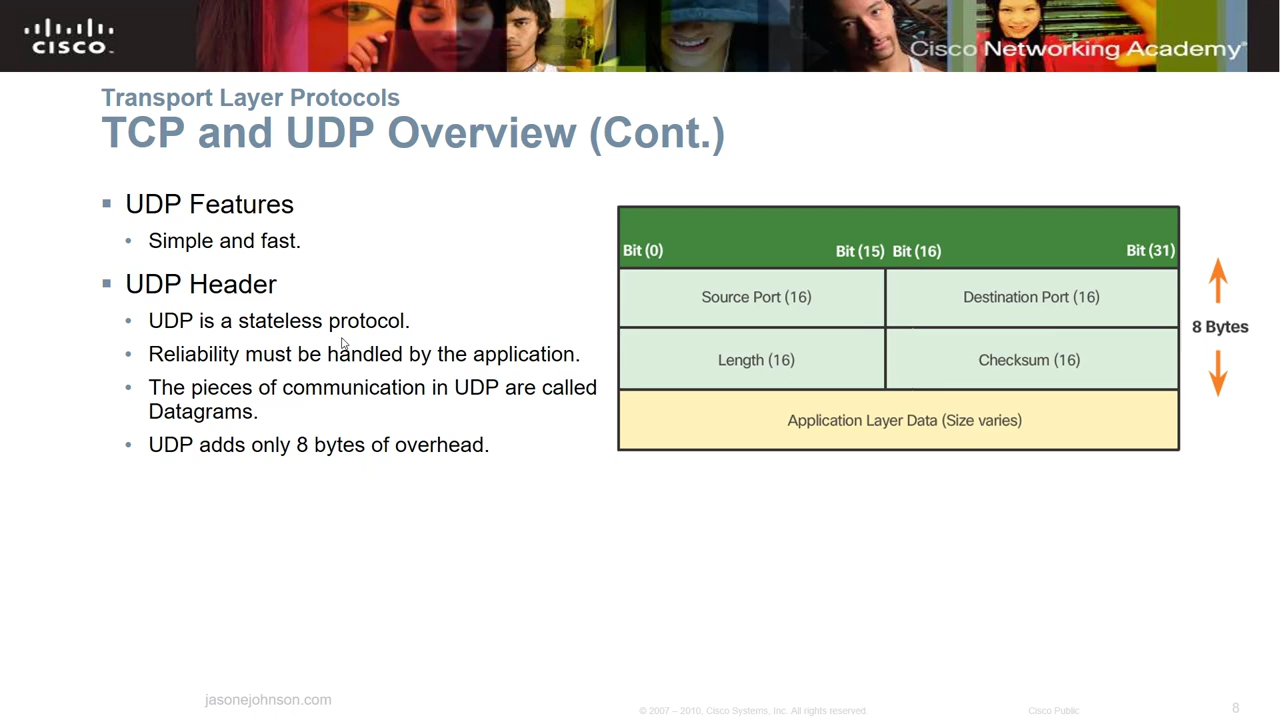 CISCO
Cisco Networking Academy
Transport Layer Protocols
TCP and UDP Overview (Cont.)
UDP Features
Simple and fast.
UDP Header
UDP is a stateless protocol.
Reliability must be handled by the application.
The pieces of communication in UDP are called
Datagrams.
UDP adds only 8 bytes of overhead.
Bit (0) Bit (15) Bit (16) Bit (31)
Source Port (16) Destination Port (16)
8 Bytes
Length (16) Checksum (16)
Application Layer Data (Size varies)
jasonejohnson.com
© 2007 – 2010, Cisco Systems, Inc. All rights reserved.
Cisco Public
8